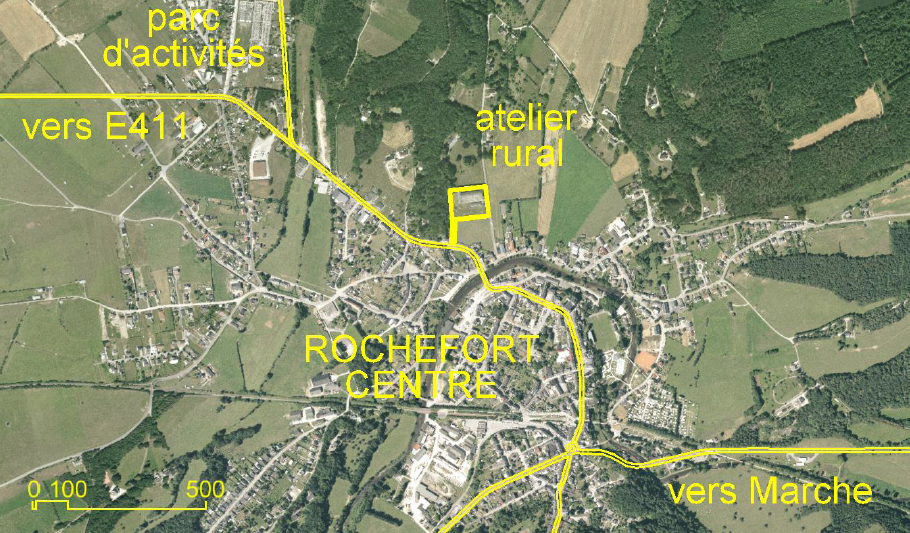 parc
d'activités
vers E411
atelier
rural
ROCHEFORT
CENTRE
vers Marche
0 100 500